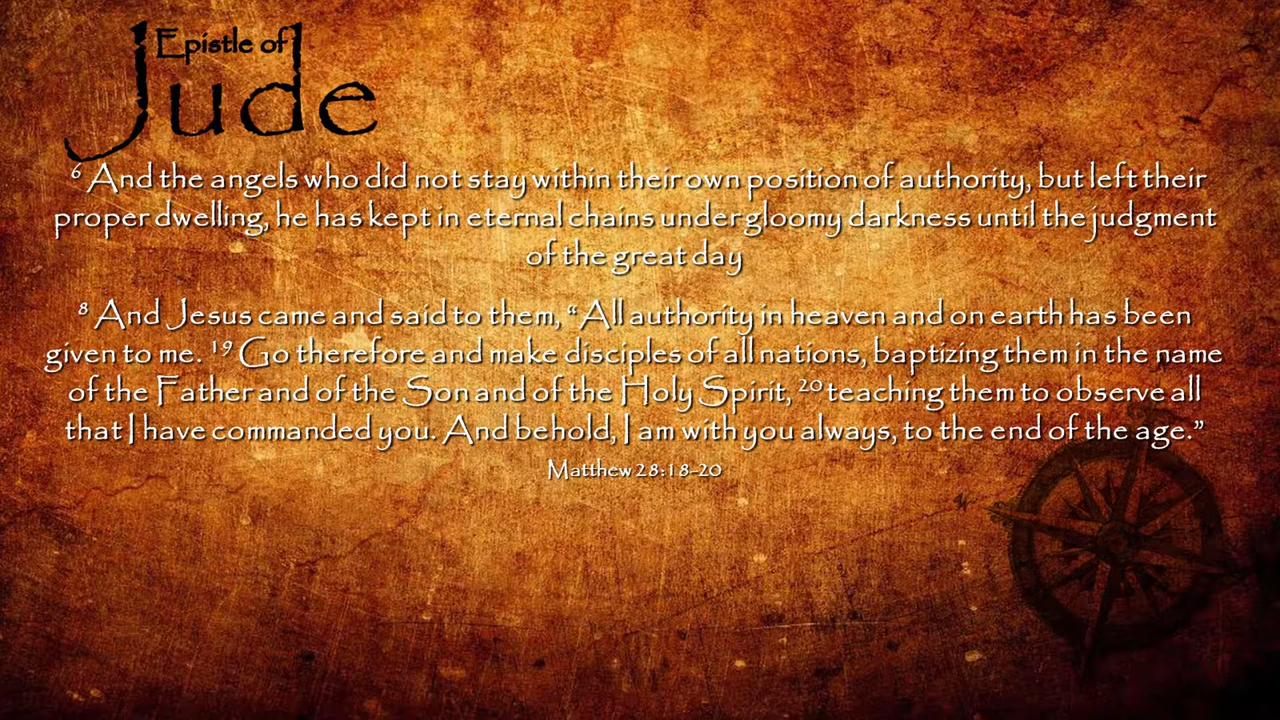 Epistle of
Jude
⁶ And the angels who did not stay within their own position of authority, but left their
proper dwelling, he has kept in eternal chains under gloomy darkness until the judgment
of the great day
⁸ And Jesus came and said to them, “All authority in heaven and on earth has been
given to me. ¹⁹ Go therefore and make disciples of all nations, baptizing them in the name
of the Father and of the Son and of the Holy Spirit, ²⁰ teaching them to observe all
that I have commanded you. And behold, I am with you always, to the end of the age.”
Matthew 28:18-20